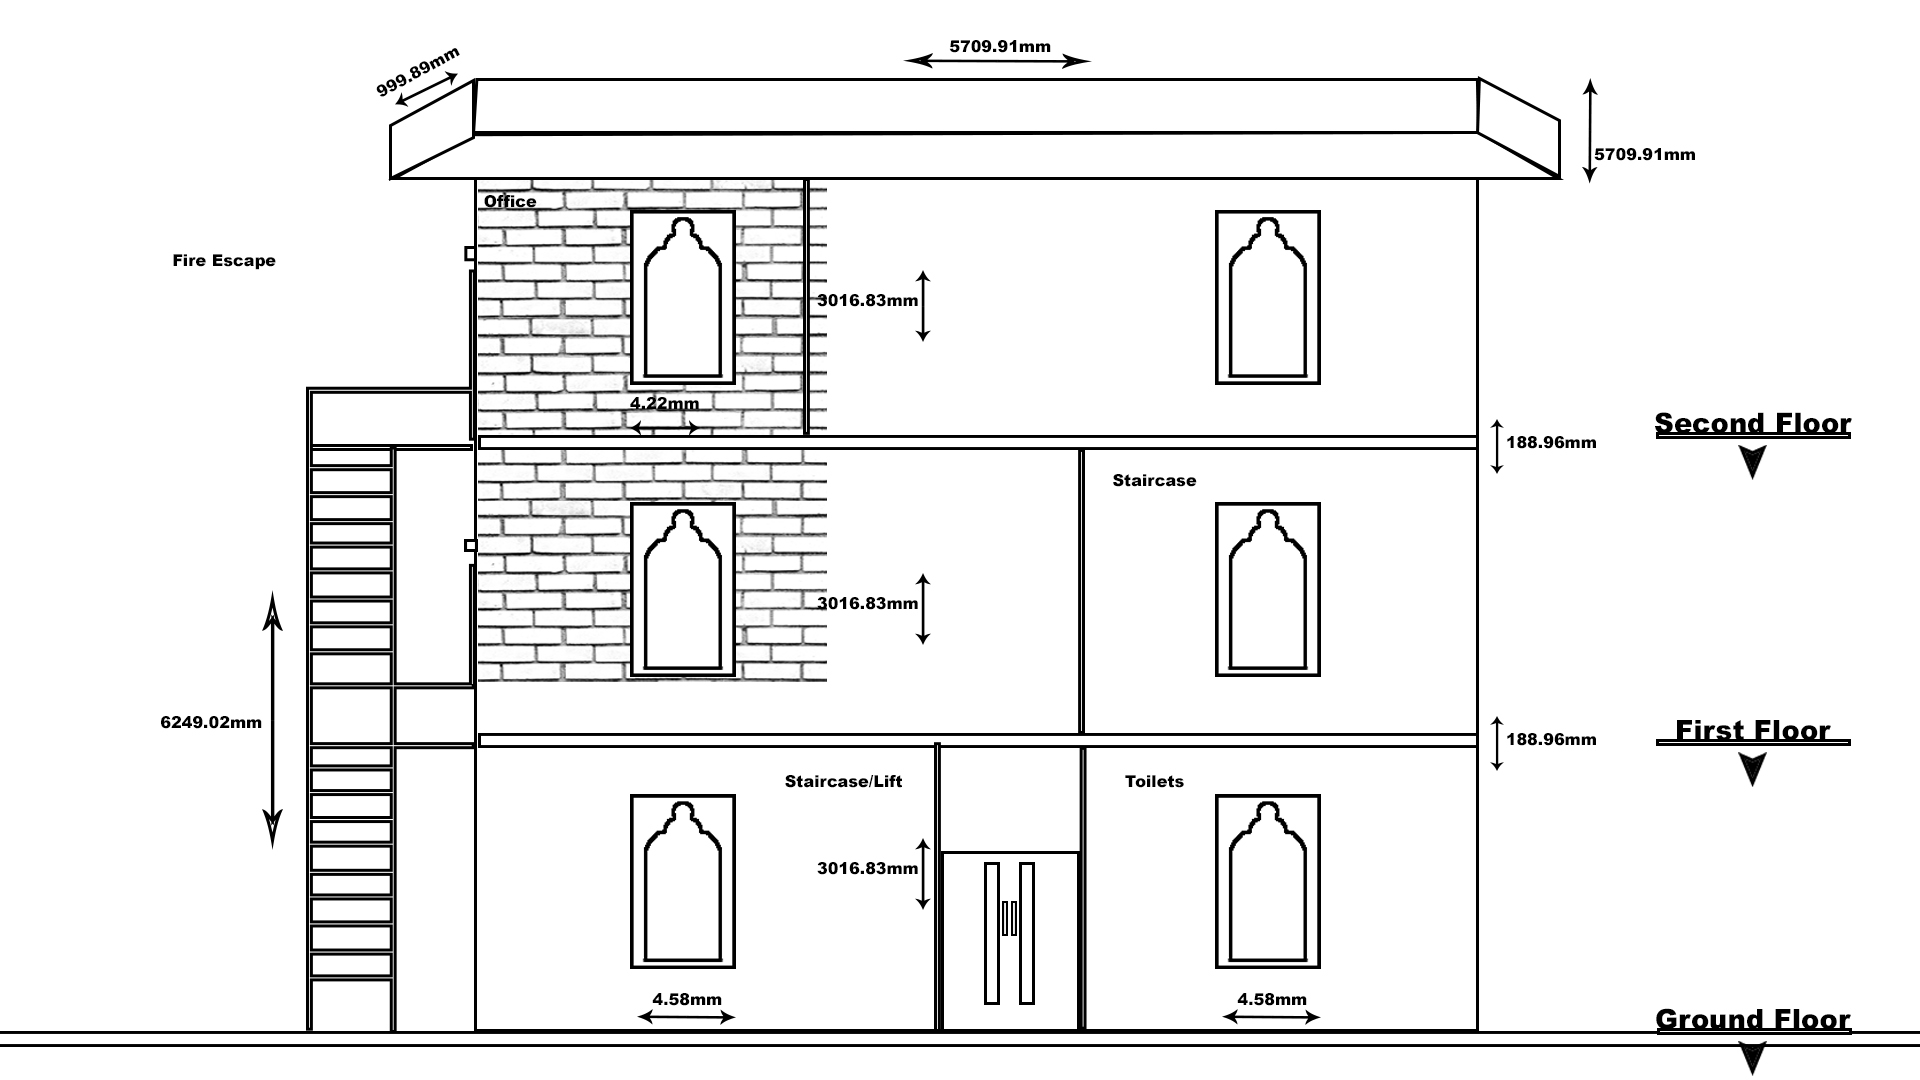 5709.91mm
999.89mm
5709.91mm
Office
Fire Escape
3016.83mm
4.22mm
Second Floor
188.96mm
Staircase
3016.83mm
6249.02mm
First Floor
188.96mm
Staircase/Lift
Toilets
3016.83mm
4.58mm
4.58mm
Ground Floor